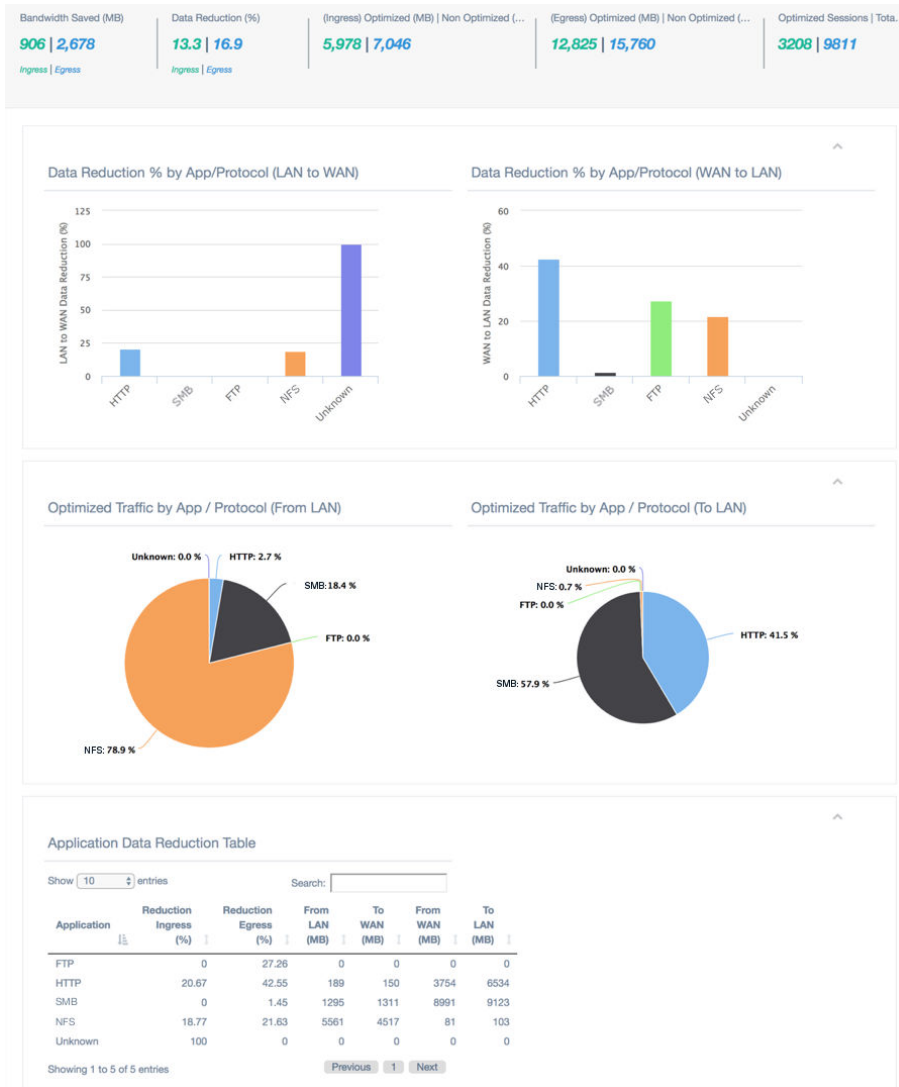 Bandwidth Saved (MB)
906 | 2,678
Ingress | Egress
Data Reduction (%)
13.3 | 16.9
Ingress | Egress
(Ingress) Optimized (MB) | Non Optimized (...
5,978 | 7,046
(Egress) Optimized (MB) | Non Optimized (...
12,825 | 15,760
Optimized Sessions | Tota.
3208 | 9811
Data Reduction % by App/Protocol (LAN to WAN)
LAN to WAN Data Reduction (%)
125
100
75
50
25
0
HTTP
SMB
FTP
NFS
Unknown
Data Reduction % by App/Protocol (WAN to LAN)
WAN to LAN Data Reduction (%)
60
40
20
0
HTTP
SMB
FTP
NFS
Unknown
Optimized Traffic by App / Protocol (From LAN)
Unknown: 0.0 %
HTTP: 2.7 %
SMB: 18.4 %
FTP: 0.0 %
NFS: 78.9 %
Optimized Traffic by App / Protocol (To LAN)
Unknown: 0.0 %
NFS: 0.7 %
FTP: 0.0 %
HTTP: 41.5 %
SMB: 57.9 %
Application Data Reduction Table
Show 10 entries
Search:
Application Reduction Ingress (%) Reduction Egress (%) From LAN (MB) To WAN (MB) From WAN (MB) To LAN (MB)
FTP 0 27.26 0 0 0 0
HTTP 20.67 42.55 189 150 3754 6534
SMB 0 1.45 1295 1311 8991 9123
NFS 18.77 21.63 5561 4517 81 103
Unknown 100 0 0 0 0 0
Showing 1 to 5 of 5 entries
Previous 1 Next